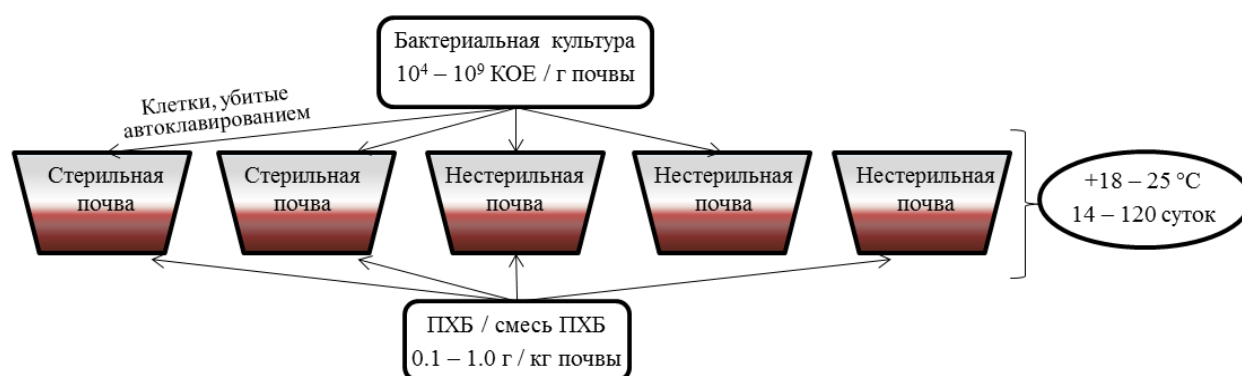 Бактериальная культура
10⁴ – 10⁹ КОЕ / г почвы
Клетки, убитые
автоклавированием
Стерильная
почва
Стерильная
почва
Нестерильная
почва
Нестерильная
почва
Нестерильная
почва
+18 – 25 °С
14 – 120 суток
ПХБ / смесь ПХБ
0.1 – 1.0 г / кг почвы